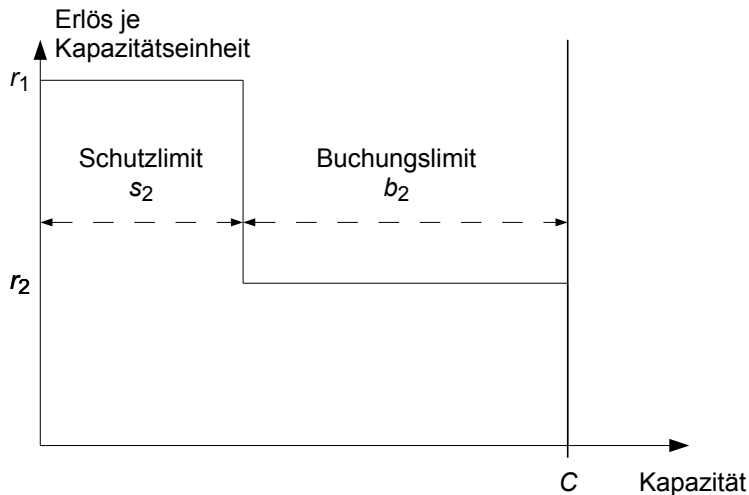 Erlös je
Kapazitätseinheit
r1
Schutzlimit
s2
Buchungslimit
b2
r2
C
Kapazität